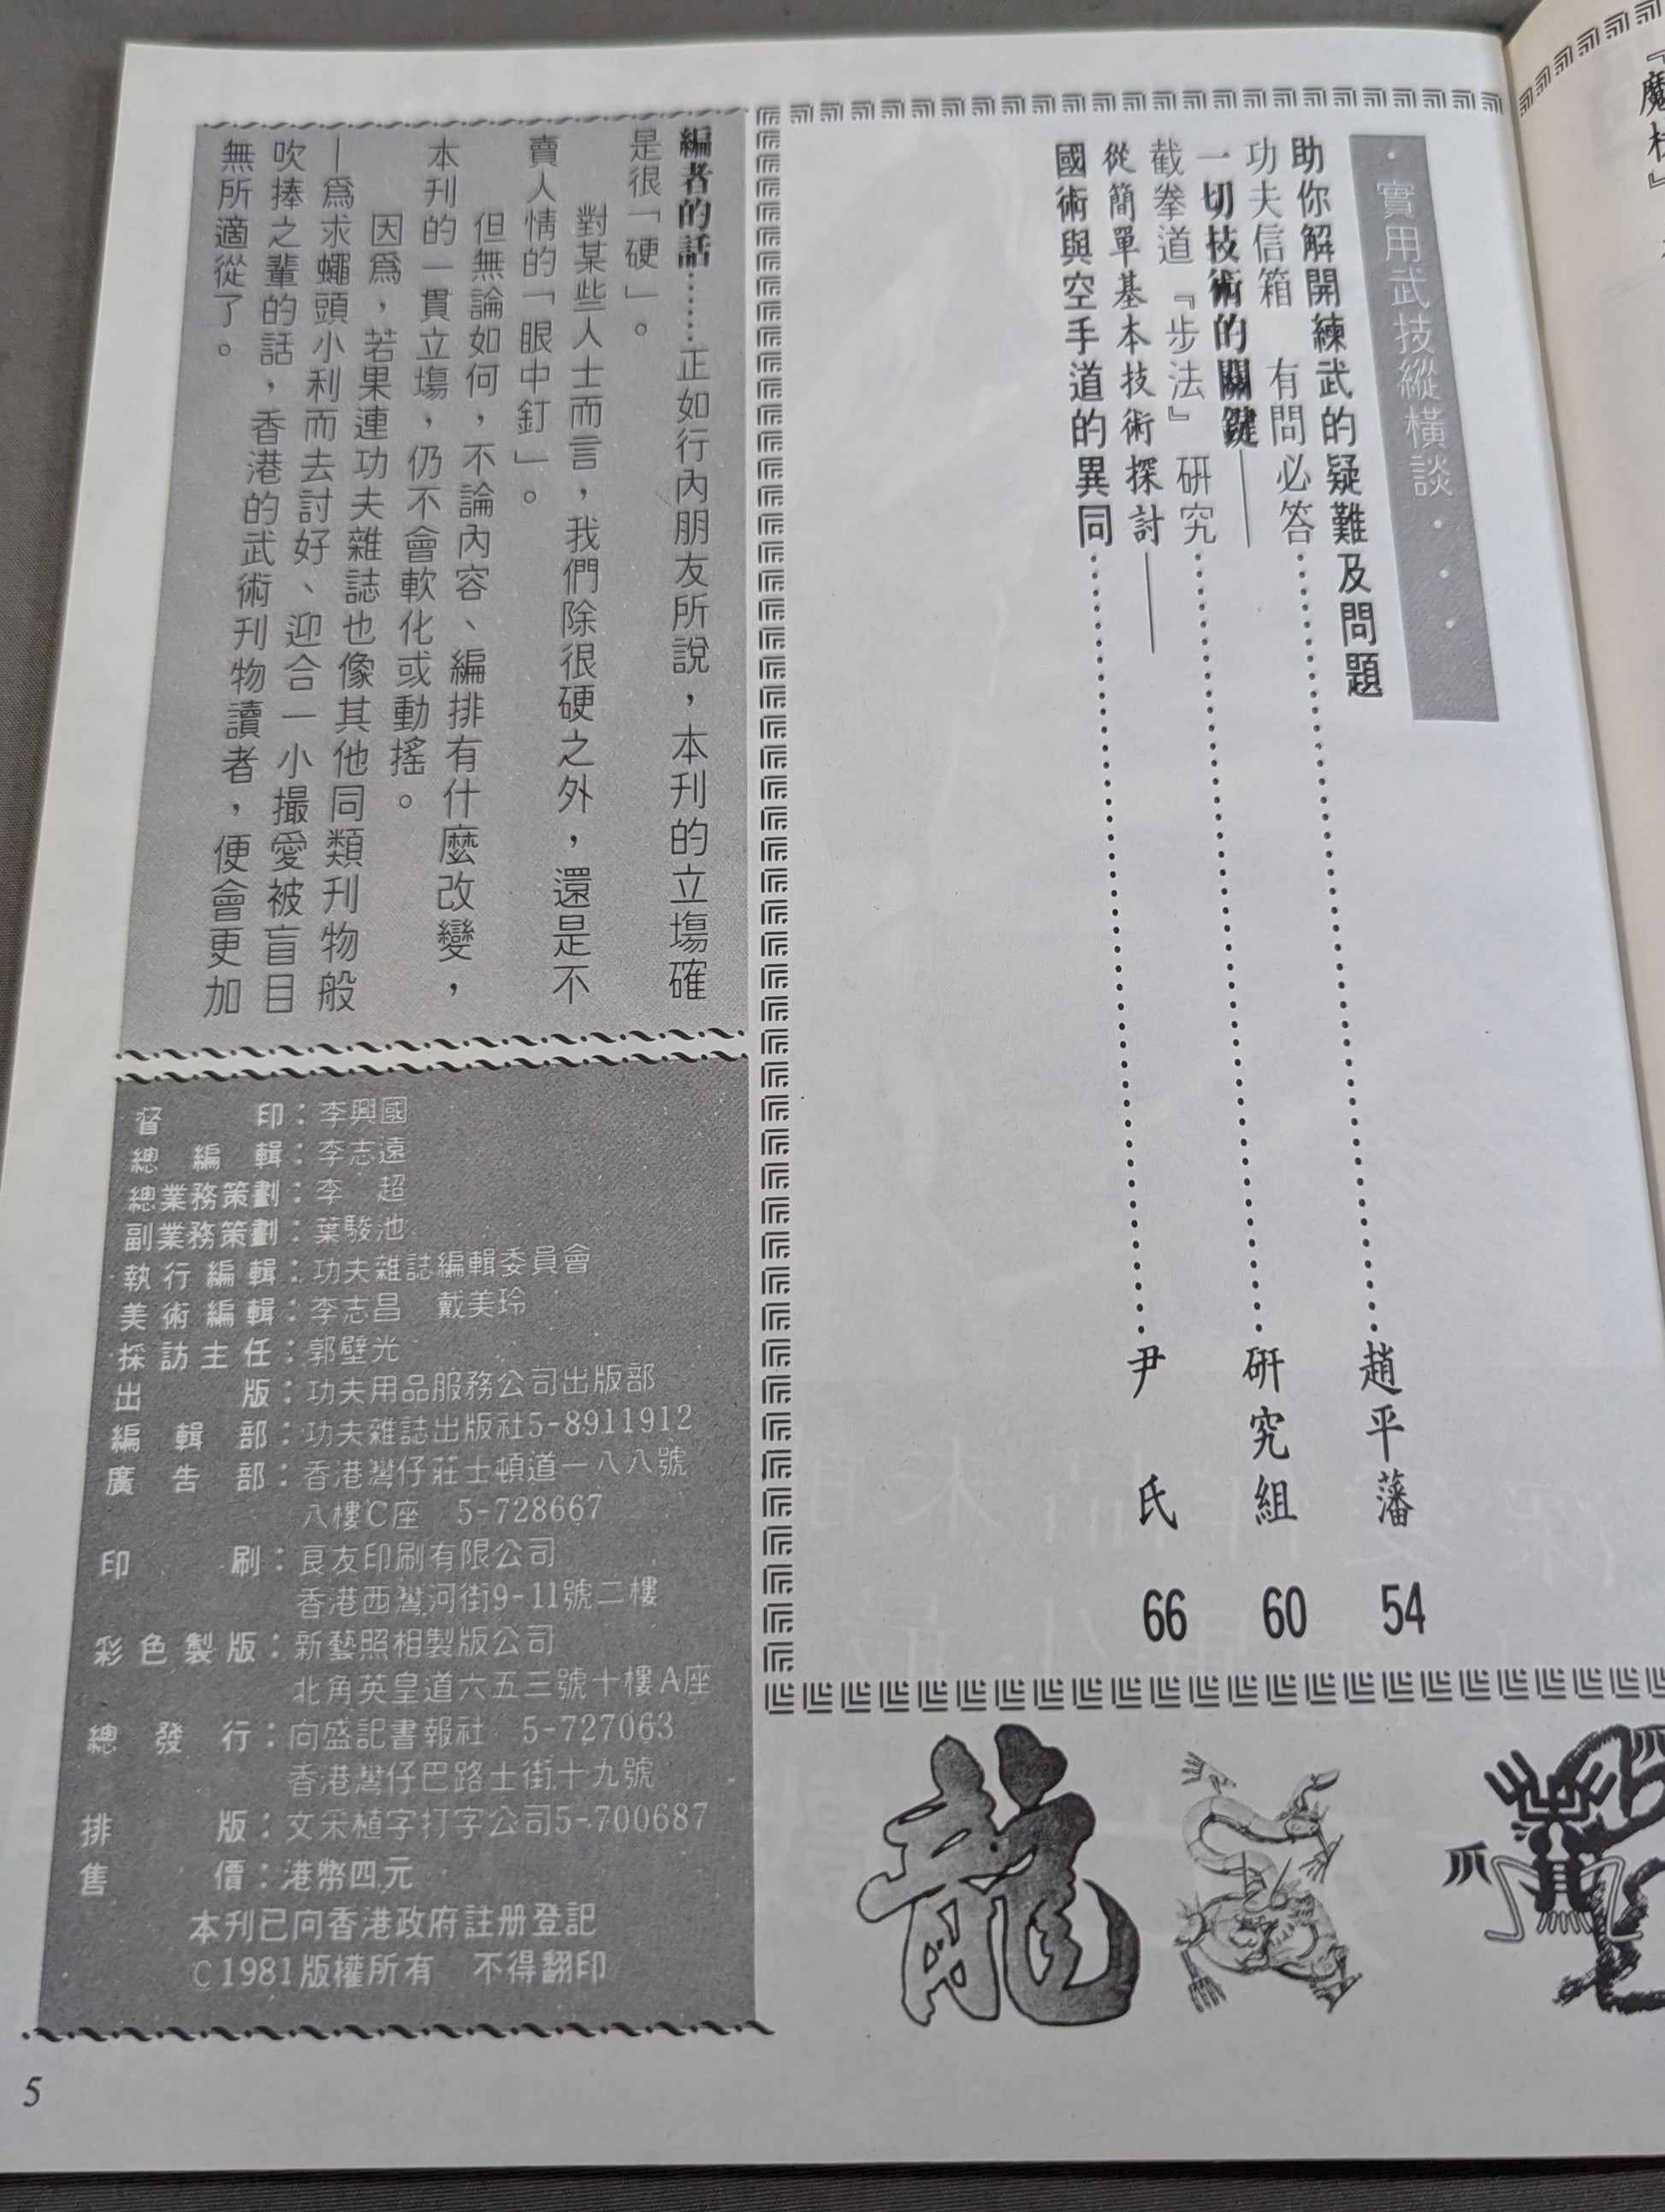 『魔杖』
・實用武技縱橫談・・・
助你解開練武的疑難及問題
功夫信箱 有問必答⋯⋯趙平藩 54
一切技術的關鍵——
截拳道『步法』研究⋯⋯研究組 60
從簡單基本技術探討——
國術與空手道的異同⋯⋯尹氏 66
編者的話⋯⋯正如行內朋友所說，本刊的立場確
是很「硬」。
對某些人士而言，我們除很硬之外，還是不
賣人情的「眼中釘」。
但無論如何，不論內容、編排有什麼改變，
本刊的一貫立場，仍不會軟化或動搖。
因爲，若果連功夫雜誌也像其他同類刊物般
—爲求蠅頭小利而去討好、迎合一小撮愛被盲目
吹捧之輩的話，香港的武術刊物讀者，便會更加
無所適從了。
督印：李興國
總編輯：李志遠
總業務策劃：李 超
副業務策劃：葉駿池
執行編輯：功夫雜誌編輯委員會
美術編輯：李志昌 戴美玲
採訪主任：郭壁光
出版：功夫用品服務公司出版部
編輯部：功夫雜誌出版社5-8911912
廣告部：香港灣仔莊士頓道一八八號
八樓C座 5-728667
印刷：良友印刷有限公司
香港西灣河街9-11號二樓
彩色製版：新藝照相製版公司
北角英皇道六五三號十樓A座
總發行：向盛記書報社 5-727063
香港灣仔巴路士街十九號
排版：文采植字打字公司5-700687
售價：港幣四元
本刊已向香港政府註册登記
©1981版權所有 不得翻印
龍
5